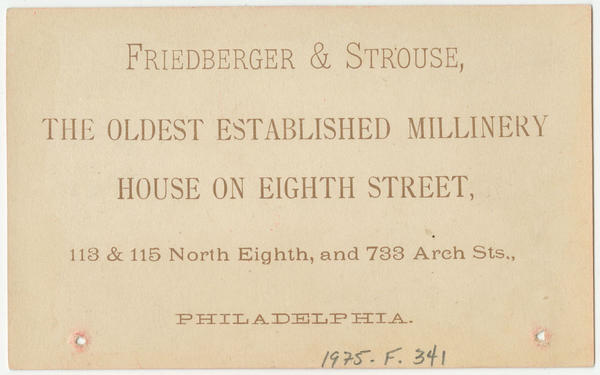 FRIEDBERGER & STROUSE,
THE OLDEST ESTABLISHED MILLINERY
HOUSE ON EIGHTH STREET,
113 & 115 North Eighth, and 733 Arch Sts.,
PHILADELPHIA.
1975. F. 341